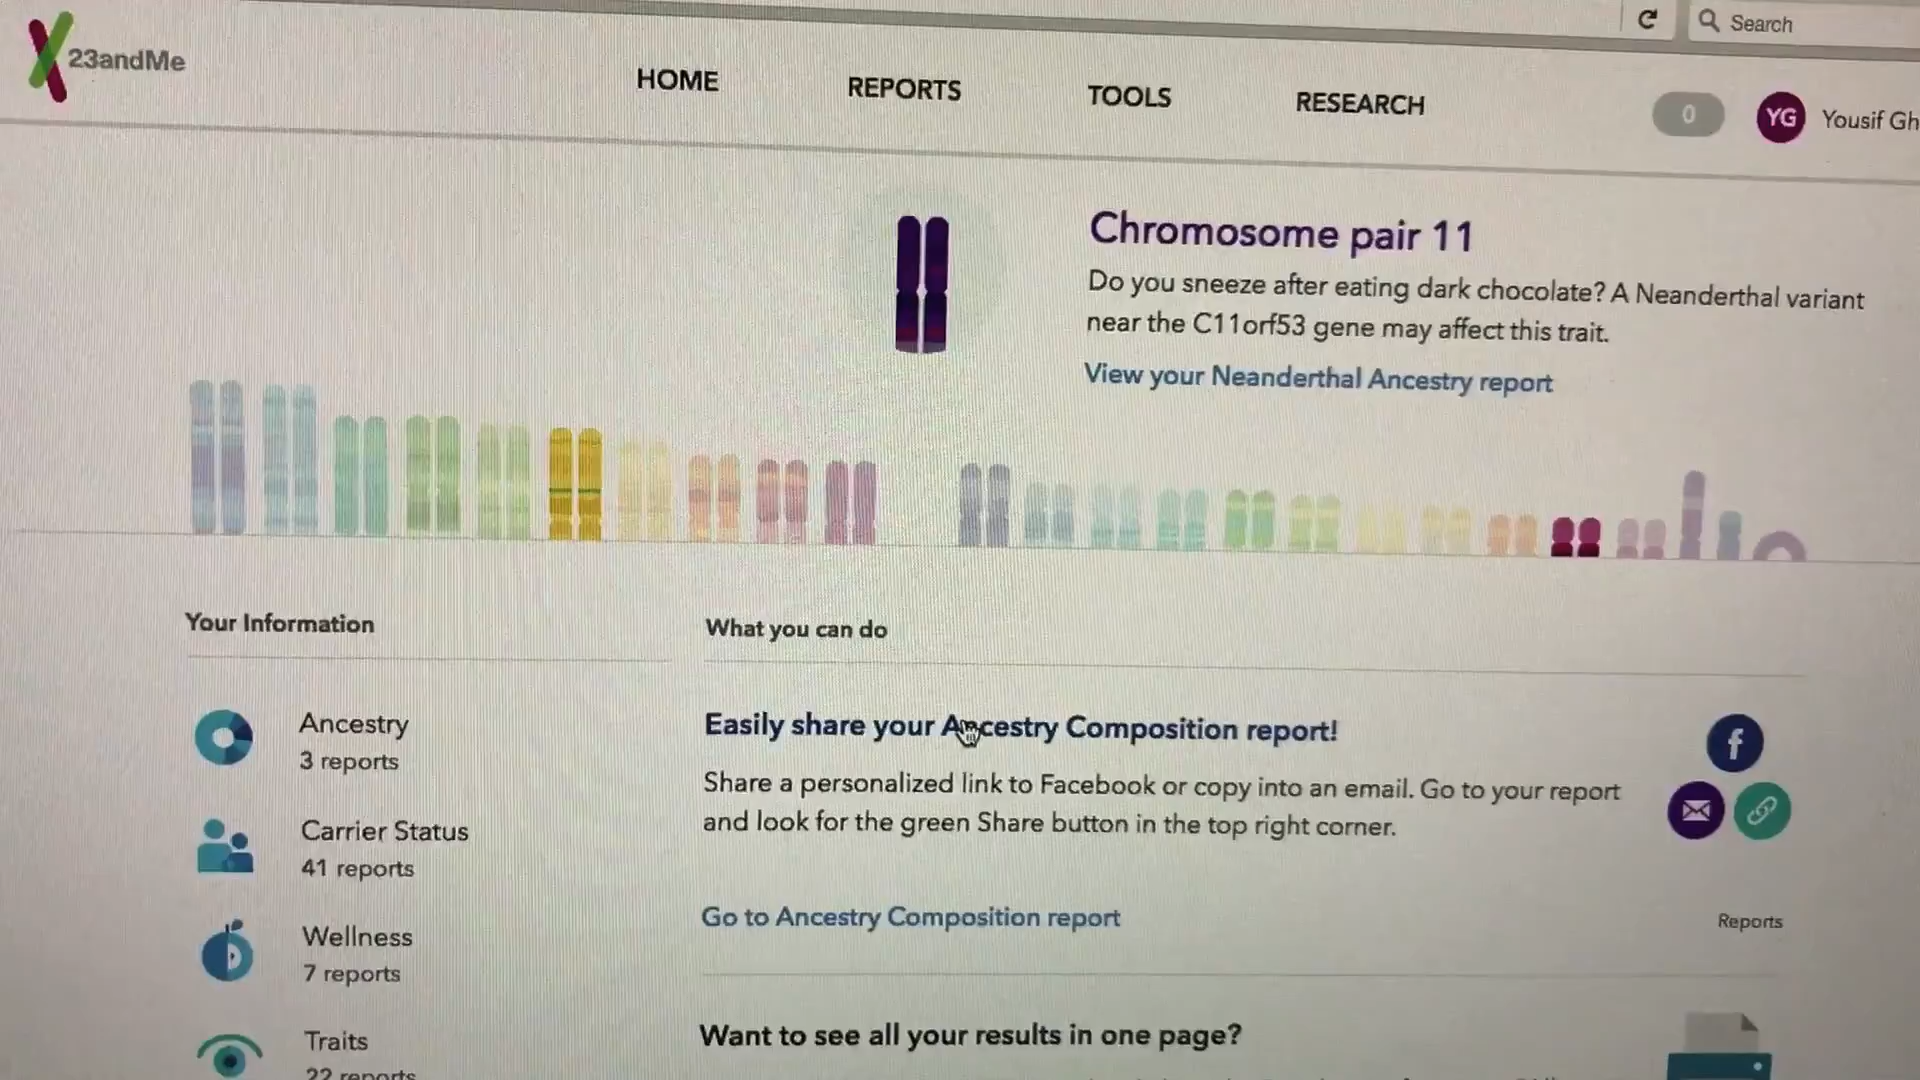 Search
23andMe
HOME
REPORTS
TOOLS
RESEARCH
0
YG
Yousif Gh
Chromosome pair 11
Do you sneeze after eating dark chocolate? A Neanderthal variant
near the C11orf53 gene may affect this trait.
View your Neanderthal Ancestry report
Your Information
What you can do
Ancestry
3 reports
Easily share your Ancestry Composition report!
Share a personalized link to Facebook or copy into an email. Go to your report
and look for the green Share button in the top right corner.
f
Carrier Status
41 reports
Go to Ancestry Composition report
Reports
Wellness
7 reports
Want to see all your results in one page?
Traits
22 reports